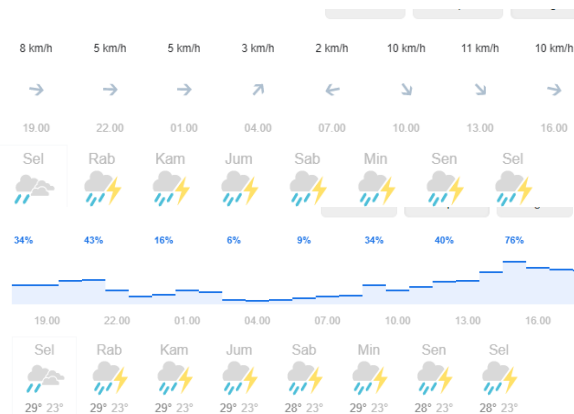 8 km/h 5 km/h 5 km/h 3 km/h 2 km/h 10 km/h 11 km/h 10 km/h
19.00 22.00 01.00 04.00 07.00 10.00 13.00 16.00
Sel Rab Kam Jum Sab Min Sen Sel
34% 43% 16% 6% 9% 34% 40% 76%
19.00 22.00 01.00 04.00 07.00 10.00 13.00 16.00
Sel Rab Kam Jum Sab Min Sen Sel
29° 23° 29° 23° 29° 23° 29° 23° 28° 23° 29° 23° 28° 23° 28° 23°